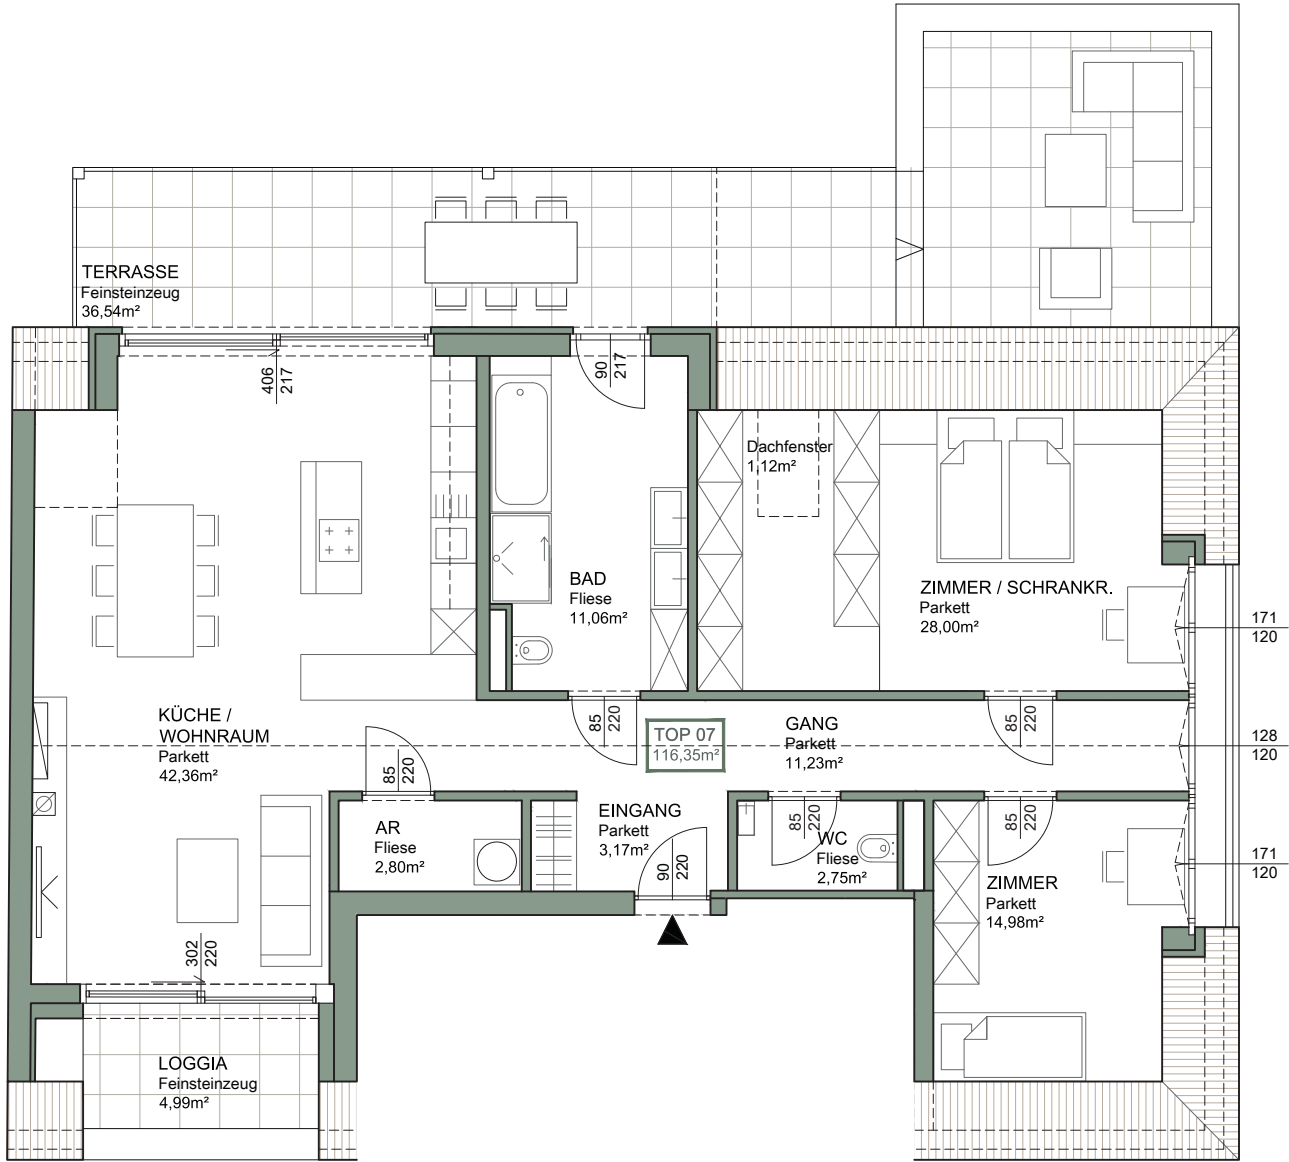 TERRASSE
Feinsteinzeug
36,54m²
406
217
90
217
Dachfenster
1,12m²
BAD
Fliese
11,06m²
ZIMMER / SCHRANKR.
Parkett
28,00m²
171
120
KÜCHE /
WOHNRAUM
Parkett
42,36m²
85
220
85
220
TOP 07
116,35m²
GANG
Parkett
11,23m²
85
220
128
120
AR
Fliese
2,80m²
EINGANG
Parkett
3,17m²
90
220
85
220
WC
Fliese
2,75m²
85
220
ZIMMER
Parkett
14,98m²
171
120
302
220
LOGGIA
Feinsteinzeug
4,99m²